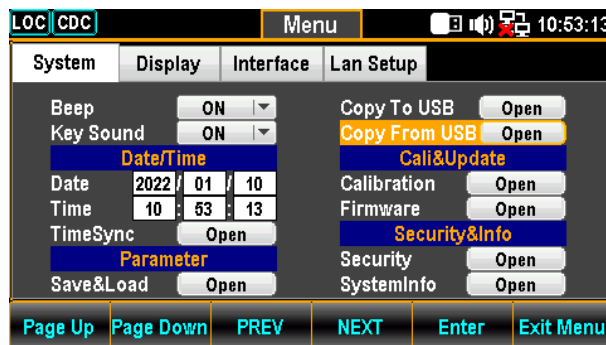 LOC CDC Menu 10:53:13
System Display Interface Lan Setup
Beep ON Copy To USB Open
Key Sound ON Copy From USB Open
Date/Time Cali&Update
Date 2022 / 01 / 10 Calibration Open
Time 10 : 53 : 13 Firmware Open
TimeSync Open Security&Info
Parameter Security Open
Save&Load Open SystemInfo Open
Page Up Page Down PREV NEXT Enter Exit Menu